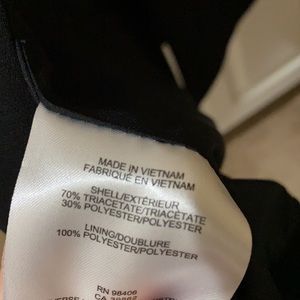 MADE IN VIETNAM
FABRIQUÉ EN VIETNAM
SHELL/EXTÉRIEUR
70% TRIACETATE/TRIACÉTATE
30% POLYESTER/POLYESTER
LINING/DOUBLURE
100% POLYESTER/POLYESTER
RN 98406